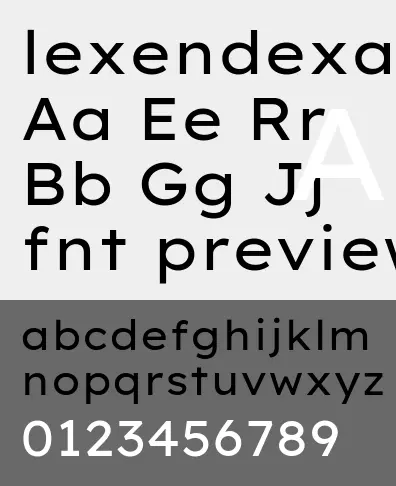 lexendexa
Aa Ee Rr
A
Bb Gg Jj
fnt preview
abcdefghijklm
nopqrstuvwxyz
0123456789